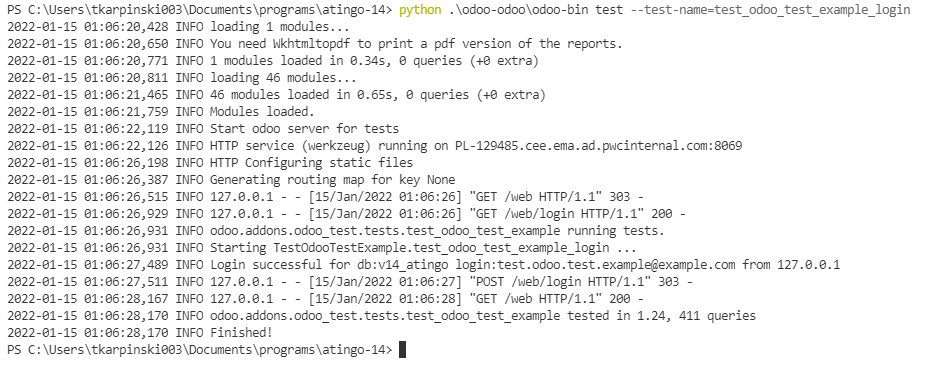 PS C:\Users\tkarpinski003\Documents\programs\atingo-14> python .\odoo-odoo\odoo-bin test --test-name=test_odoo_test_example_login
2022-01-15 01:06:20,428 INFO loading 1 modules...
2022-01-15 01:06:20,650 INFO You need Wkhtmltopdf to print a pdf version of the reports.
2022-01-15 01:06:20,771 INFO 1 modules loaded in 0.34s, 0 queries (+0 extra)
2022-01-15 01:06:20,811 INFO loading 46 modules...
2022-01-15 01:06:21,465 INFO 46 modules loaded in 0.65s, 0 queries (+0 extra)
2022-01-15 01:06:21,759 INFO Modules loaded.
2022-01-15 01:06:22,119 INFO Start odoo server for tests
2022-01-15 01:06:22,126 INFO HTTP service (werkzeug) running on PL-129485.cee.ema.ad.pwcinternal.com:8069
2022-01-15 01:06:26,198 INFO HTTP Configuring static files
2022-01-15 01:06:26,387 INFO Generating routing map for key None
2022-01-15 01:06:26,515 INFO 127.0.0.1 - - [15/Jan/2022 01:06:26] "GET /web HTTP/1.1" 303 -
2022-01-15 01:06:26,929 INFO 127.0.0.1 - - [15/Jan/2022 01:06:26] "GET /web/login HTTP/1.1" 200 -
2022-01-15 01:06:26,931 INFO odoo.addons.odoo_test.tests.test_odoo_test_example running tests.
2022-01-15 01:06:26,931 INFO Starting TestOdooTestExample.test_odoo_test_example_login ...
2022-01-15 01:06:27,489 INFO Login successful for db:v14_atingo login:test.odoo.test.example@example.com from 127.0.0.1
2022-01-15 01:06:27,511 INFO 127.0.0.1 - - [15/Jan/2022 01:06:27] "POST /web/login HTTP/1.1" 303 -
2022-01-15 01:06:28,167 INFO 127.0.0.1 - - [15/Jan/2022 01:06:28] "GET /web HTTP/1.1" 200 -
2022-01-15 01:06:28,170 INFO odoo.addons.odoo_test.tests.test_odoo_test_example tested in 1.24, 411 queries
2022-01-15 01:06:28,170 INFO Finished!
PS C:\Users\tkarpinski003\Documents\programs\atingo-14>